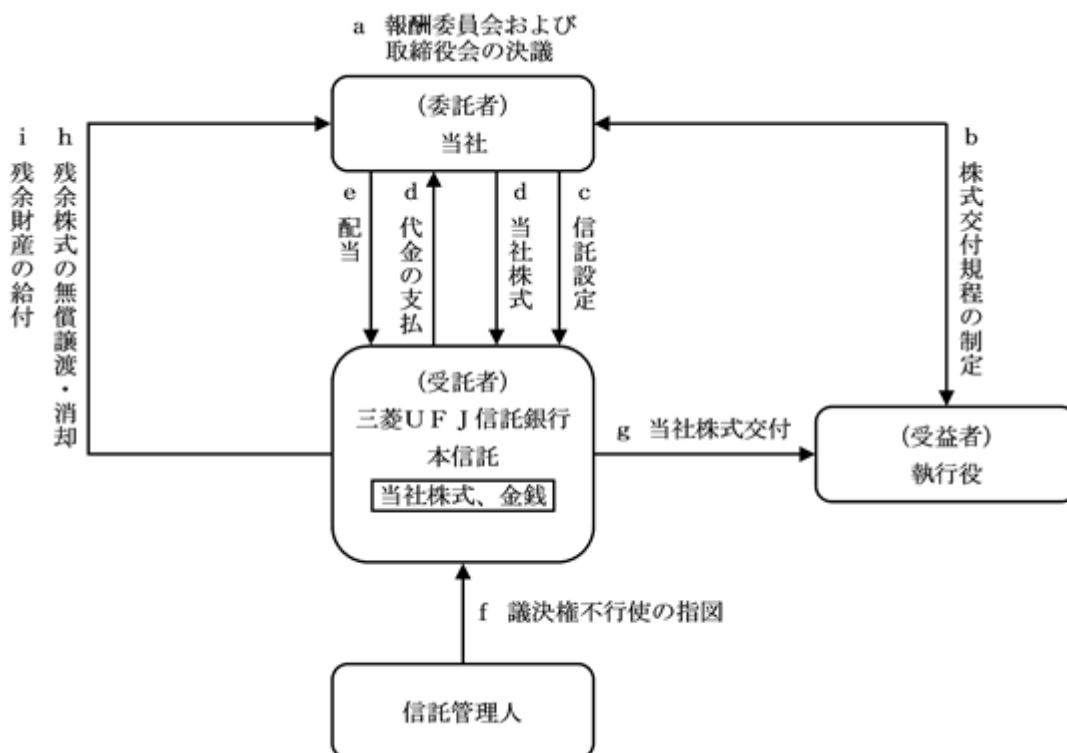 a 報酬委員会および
取締役会の決議
(委託者)
当社
i 残余財産の給付
h 残余株式の無償譲渡・消却
e 配当
d 代金の支払
d 当社株式
c 信託設定
b 株式交付規程の制定
(受託者)
三菱UFJ信託銀行
本信託
当社株式、金銭
g 当社株式交付
(受益者)
執行役
f 議決権不行使の指図
信託管理人